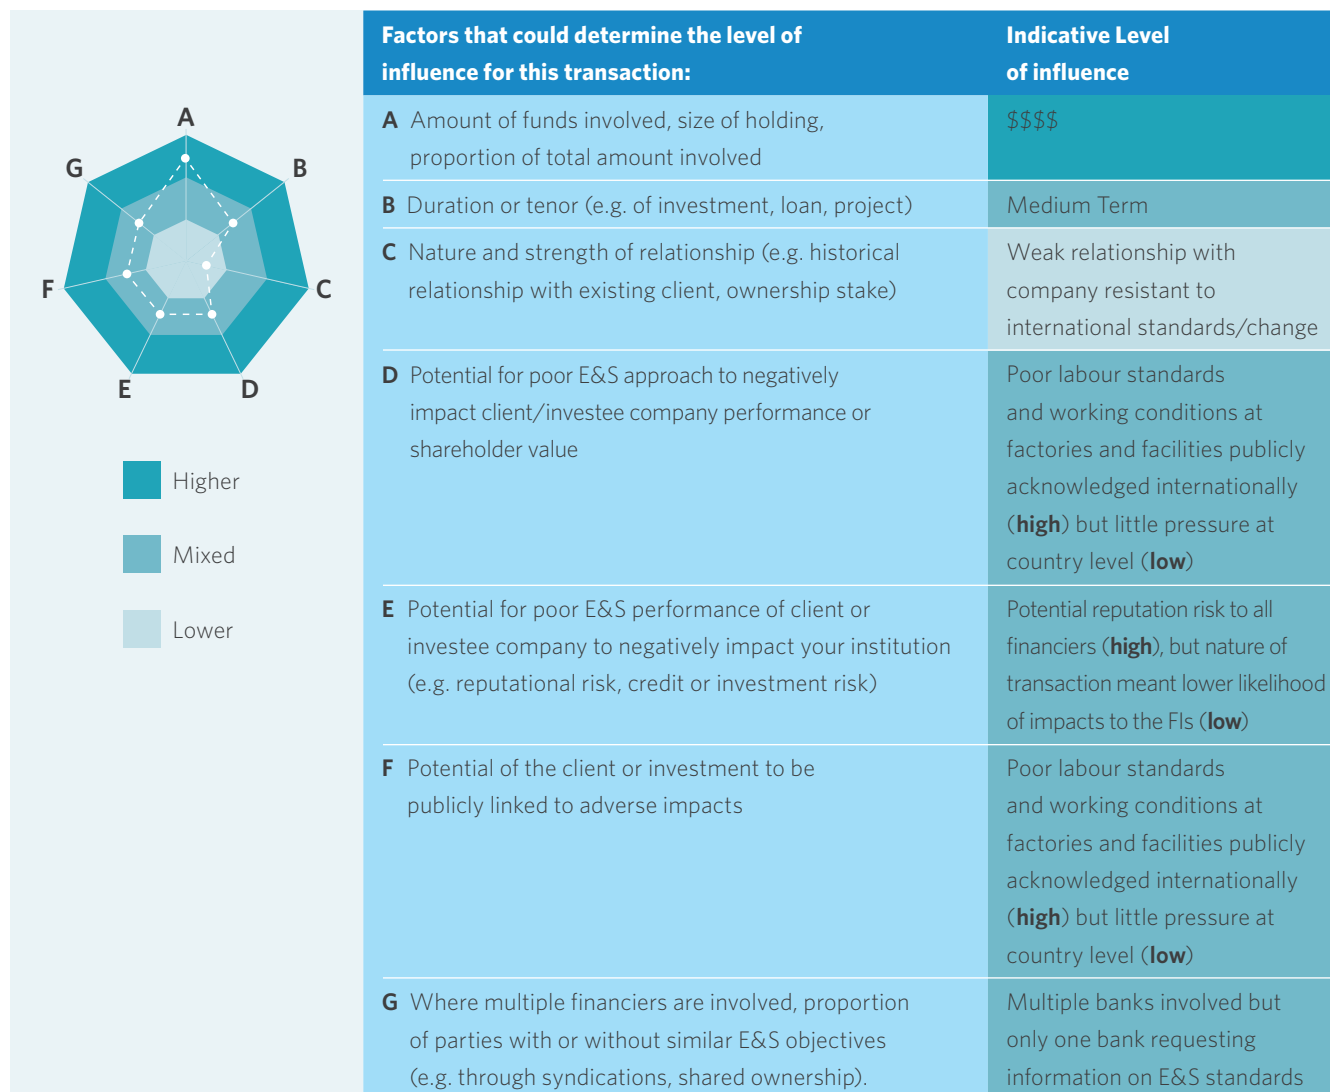 A
G
B
F
C
E
D
Higher
Mixed
Lower
Factors that could determine the level of
influence for this transaction:
Indicative Level
of influence
A Amount of funds involved, size of holding,
proportion of total amount involved
$$$$
B Duration or tenor (e.g. of investment, loan, project)
Medium Term
C Nature and strength of relationship (e.g. historical
relationship with existing client, ownership stake)
Weak relationship with
company resistant to
international standards/change
D Potential for poor E&S approach to negatively
impact client/investee company performance or
shareholder value
Poor labour standards
and working conditions at
factories and facilities publicly
acknowledged internationally
(high) but little pressure at
country level (low)
E Potential for poor E&S performance of client or
investee company to negatively impact your institution
(e.g. reputational risk, credit or investment risk)
Potential reputation risk to all
financiers (high), but nature of
transaction meant lower likelihood
of impacts to the FIs (low)
F Potential of the client or investment to be
publicly linked to adverse impacts
Poor labour standards
and working conditions at
factories and facilities publicly
acknowledged internationally
(high) but little pressure at
country level (low)
G Where multiple financiers are involved, proportion
of parties with or without similar E&S objectives
(e.g. through syndications, shared ownership).
Multiple banks involved but
only one bank requesting
information on E&S standards